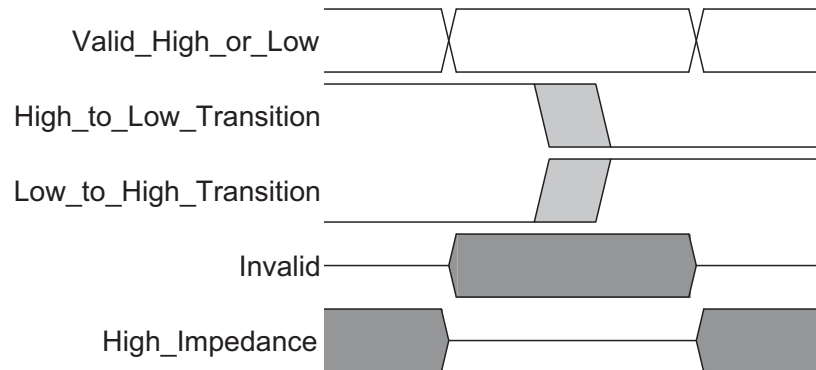 Valid_High_or_Low
High_to_Low_Transition
Low_to_High_Transition
Invalid
High_Impedance